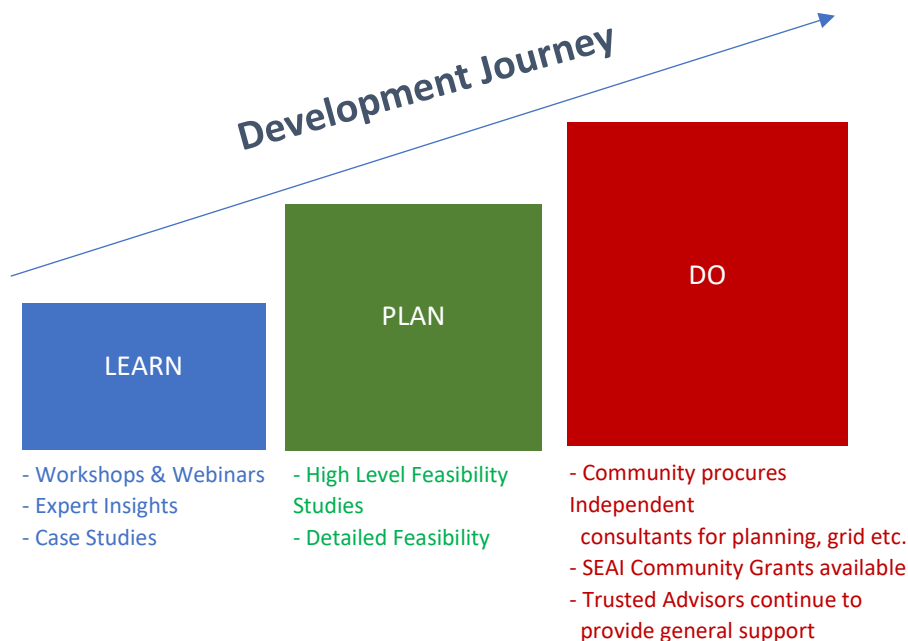 Development Journey
LEARN
PLAN
DO
- Workshops & Webinars
- Expert Insights
- Case Studies
- High Level Feasibility
Studies
- Detailed Feasibility
- Community procures
Independent
consultants for planning, grid etc.
- SEAI Community Grants available
- Trusted Advisors continue to
provide general support